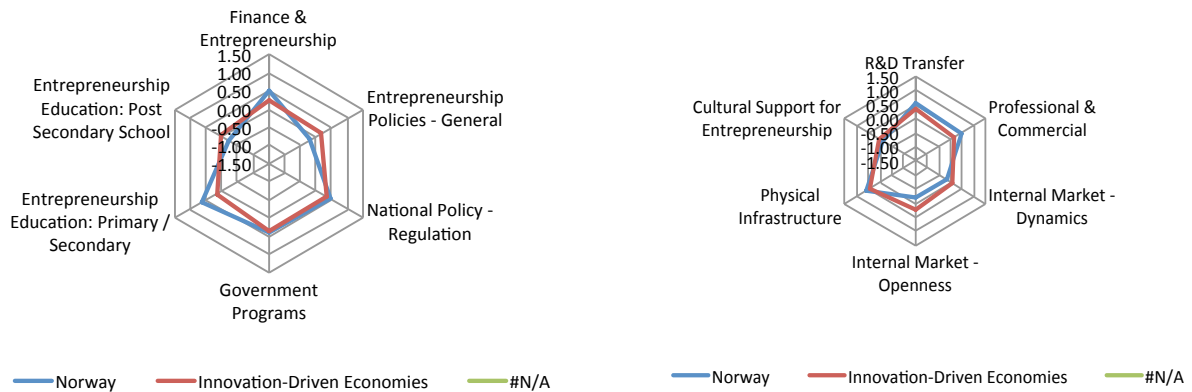 Finance &
Entrepreneurship
1.50
1.00
0.50
0.00
-0.50
-1.00
-1.50
Entrepreneurship
Policies - General
National Policy -
Regulation
Government
Programs
Entrepreneurship
Education: Primary /
Secondary
Entrepreneurship
Education: Post
Secondary School
Norway
Innovation-Driven Economies
#N/A
R&D Transfer
1.50
1.00
0.50
0.00
-0.50
-1.00
-1.50
Professional &
Commercial
Internal Market -
Dynamics
Internal Market -
Openness
Physical
Infrastructure
Cultural Support for
Entrepreneurship
Norway
Innovation-Driven Economies
#N/A